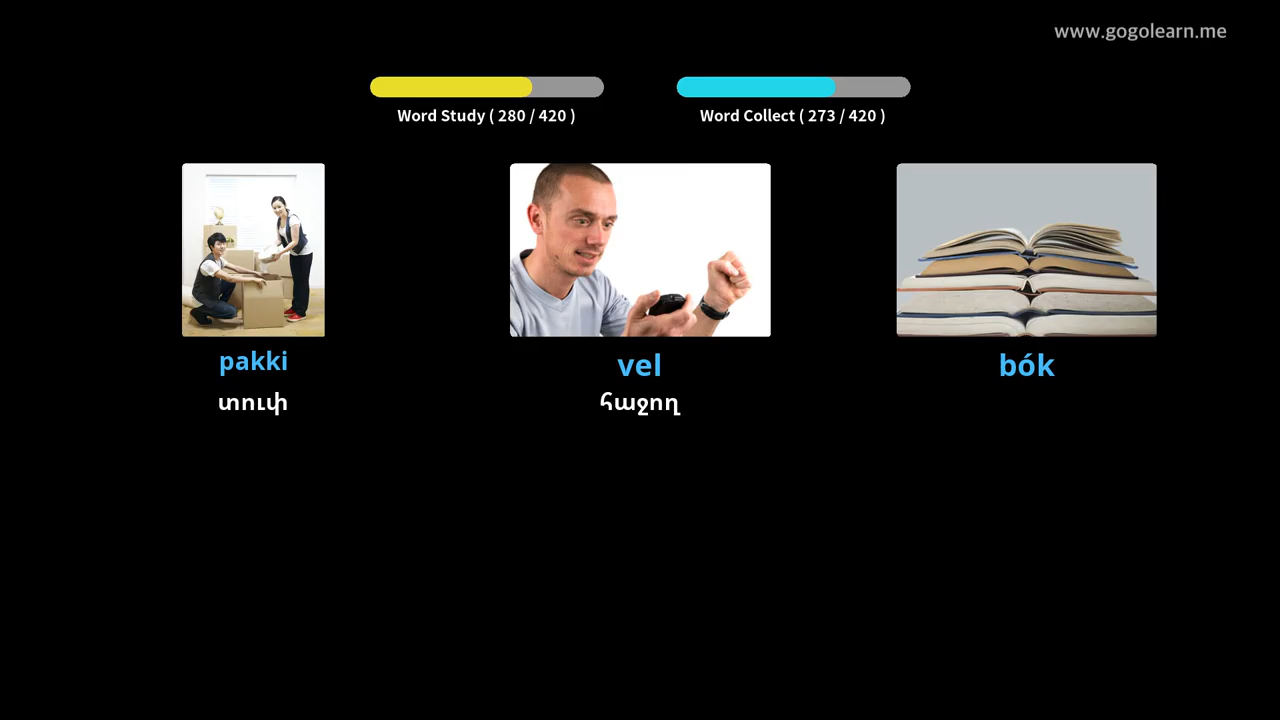 www.gogolearn.me
Word Study ( 280 / 420 )
Word Collect ( 273 / 420 )
pakki
vel
bók
տուփ
հաջող